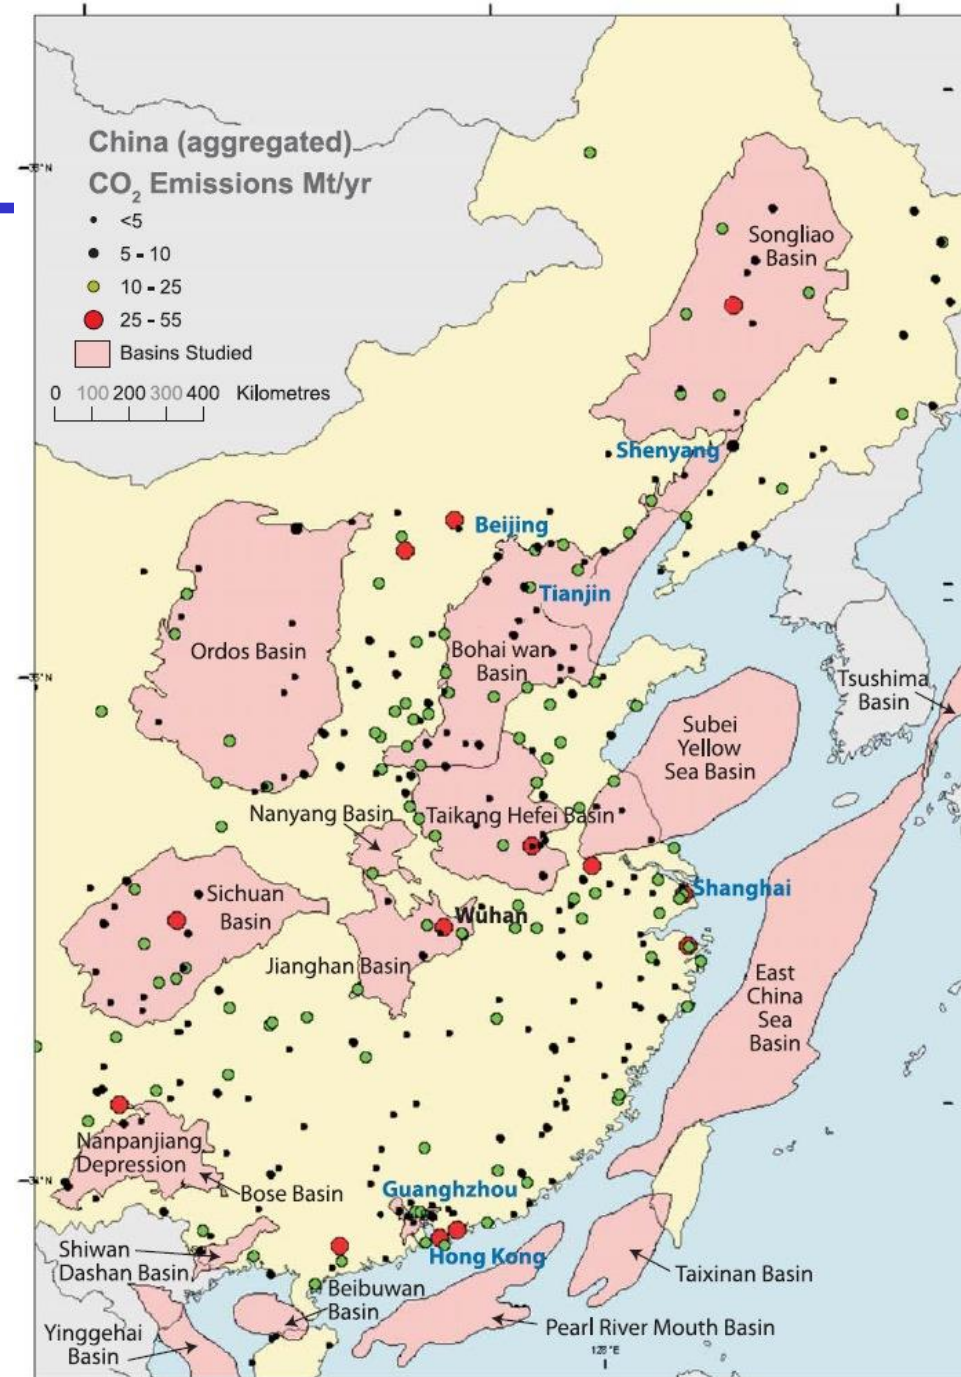 China (aggregated)
CO₂ Emissions Mt/yr
<5
5 - 10
10 - 25
25 - 55
Basins Studied
0 100 200 300 400 Kilometres
35°N
Songliao
Basin
Shenyang
Beijing
Tianjin
Ordos Basin
Bohai wan
Basin
35°N
Tsushima
Basin
Subei
Yellow
Sea Basin
Nanyang Basin
Taikang Hefei Basin
Sichuan
Basin
Wuhan
Shanghai
Jianghan Basin
East
China
Sea
Basin
Nanpanjiang
Depression
Bose Basin
Guanghzhou
Hong Kong
Shiwan
Dashan Basin
Beibuwan
Basin
Taixinan Basin
Yinggehai
Basin
Pearl River Mouth Basin
128°E